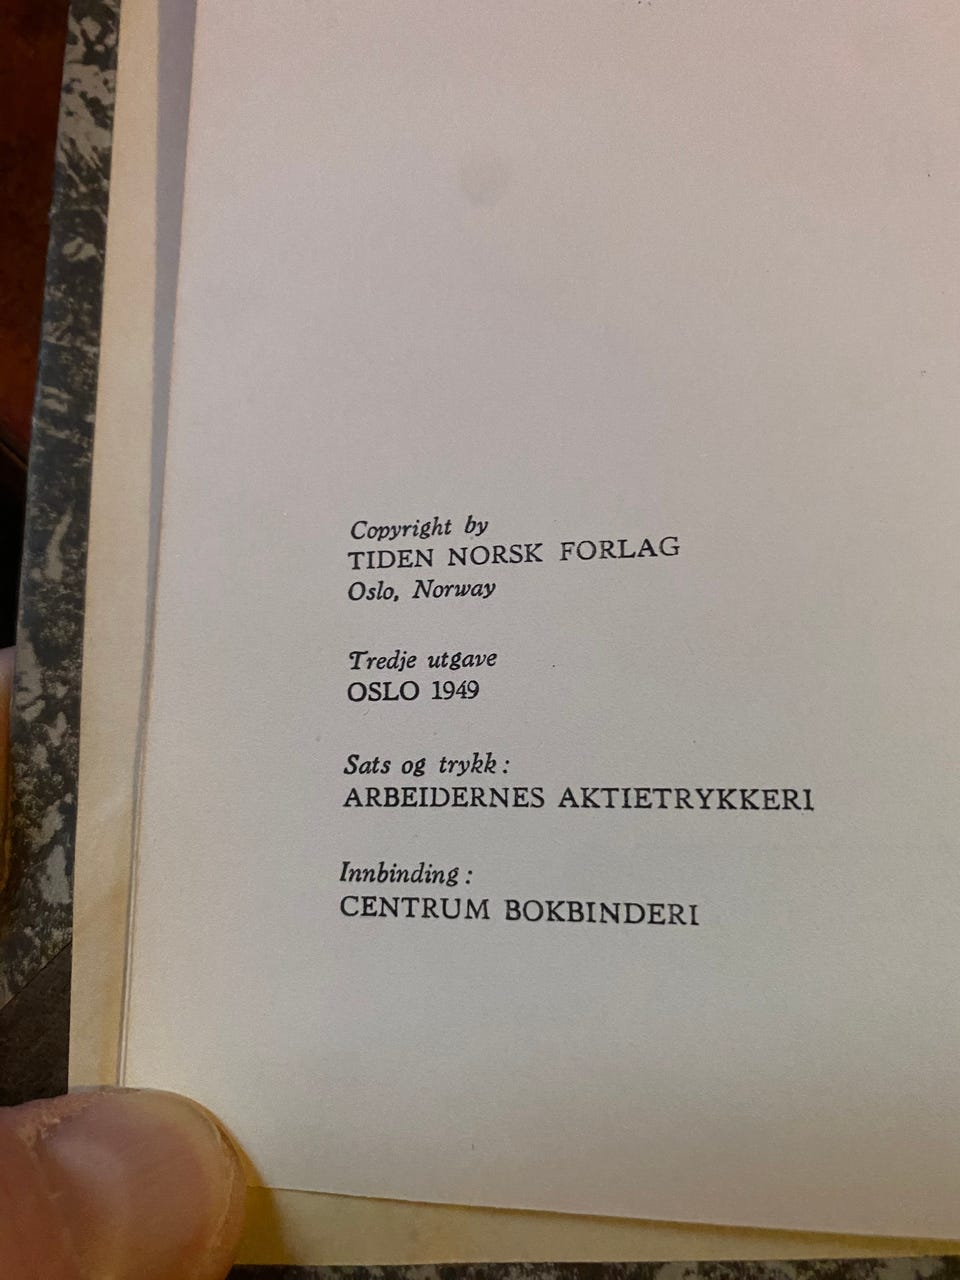 Copyright by
TIDEN NORSK FORLAG
Oslo, Norway
Tredje utgave
OSLO 1949
Sats og trykk:
ARBEIDERNES AKTIETRYKKERI
Innbinding:
CENTRUM BOKBINDERI